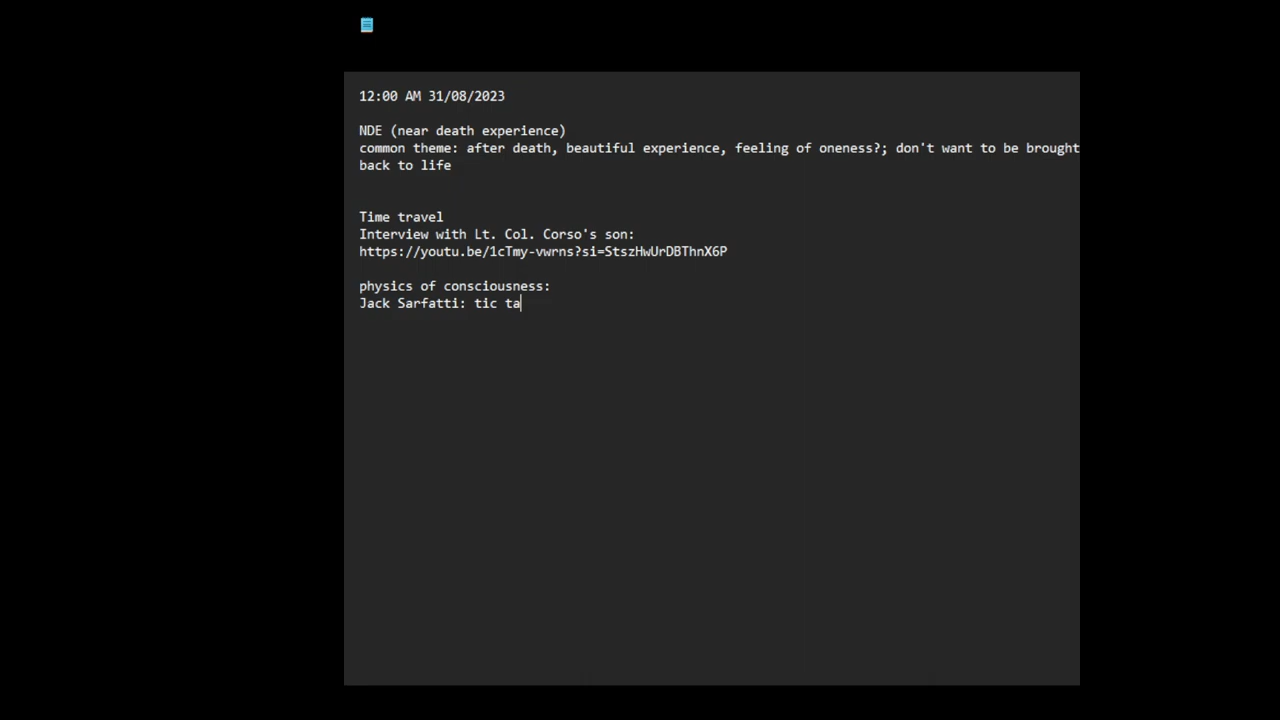 12:00 AM 31/08/2023
NDE (near death experience)
common theme: after death, beautiful experience, feeling of oneness?; don't want to be brought
back to life
Time travel
Interview with Lt. Col. Corso's son:
https://youtu.be/1cTmy-vwrns?si=StszHwUrDBThnX6P
physics of consciousness:
Jack Sarfatti: tic ta